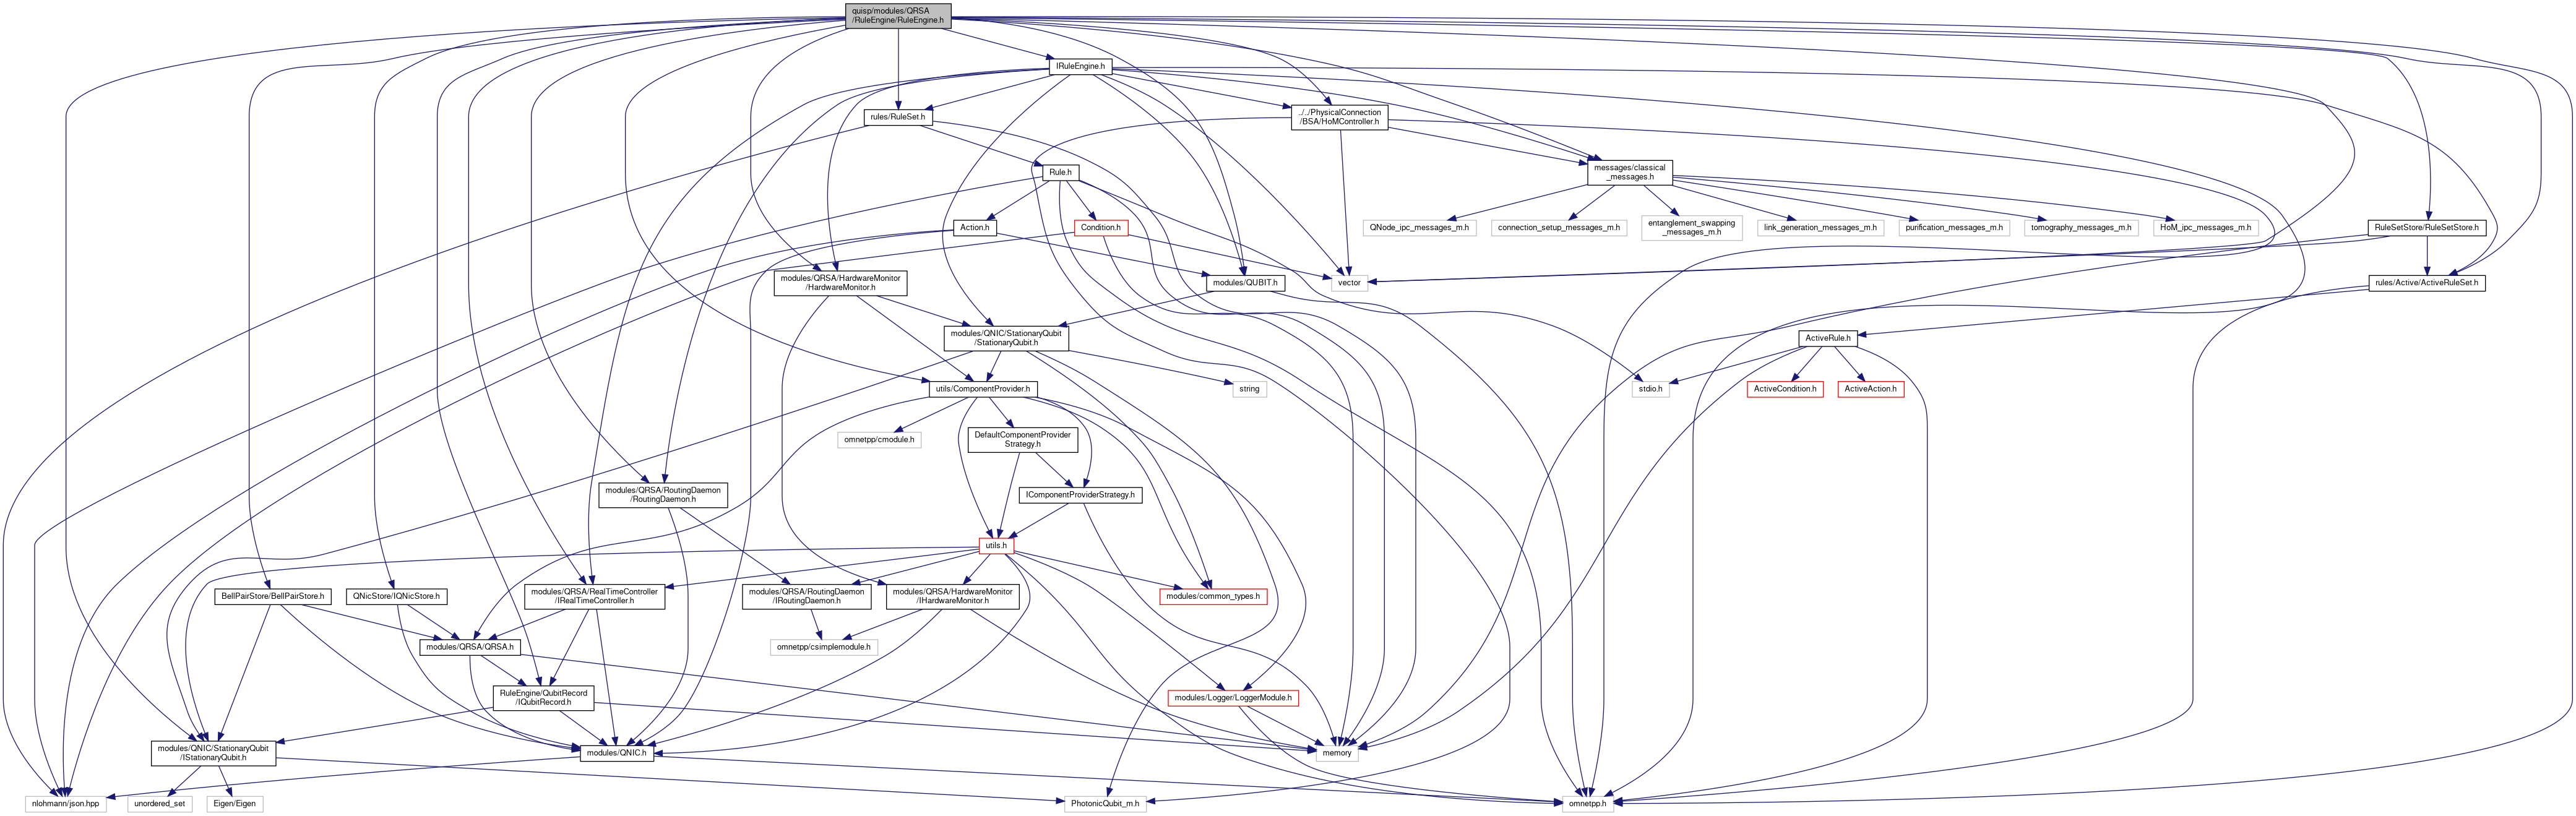 quisp/modules/QRSA
/RuleEngine/RuleEngine.h
IRuleEngine.h
rules/RuleSet.h
../../PhysicalConnection
/BSA/HoMController.h
Rule.h
messages/classical
_messages.h
Action.h
Condition.h
QNode_ipc_messages_m.h
connection_setup_messages_m.h
entanglement_swapping
_messages_m.h
link_generation_messages_m.h
purification_messages_m.h
tomography_messages_m.h
HoM_ipc_messages_m.h
RuleSetStore/RuleSetStore.h
modules/QRSA/HardwareMonitor
/HardwareMonitor.h
modules/QUBIT.h
vector
rules/Active/ActiveRuleSet.h
modules/QNIC/StationaryQubit
/StationaryQubit.h
ActiveRule.h
utils/ComponentProvider.h
string
stdio.h
ActiveCondition.h
ActiveAction.h
omnetpp/cmodule.h
DefaultComponentProvider
Strategy.h
modules/QRSA/RoutingDaemon
/RoutingDaemon.h
IComponentProviderStrategy.h
utils.h
BellPairStore/BellPairStore.h
QNicStore/IQNicStore.h
modules/QRSA/RealTimeController
/IRealTimeController.h
modules/QRSA/RoutingDaemon
/IRoutingDaemon.h
modules/QRSA/HardwareMonitor
/IHardwareMonitor.h
modules/common_types.h
modules/QRSA/QRSA.h
omnetpp/csimplemodule.h
RuleEngine/QubitRecord
/IQubitRecord.h
modules/Logger/LoggerModule.h
modules/QNIC/StationaryQubit
/IStationaryQubit.h
modules/QNIC.h
memory
nlohmann/json.hpp
unordered_set
Eigen/Eigen
PhotonicQubit_m.h
omnetpp.h